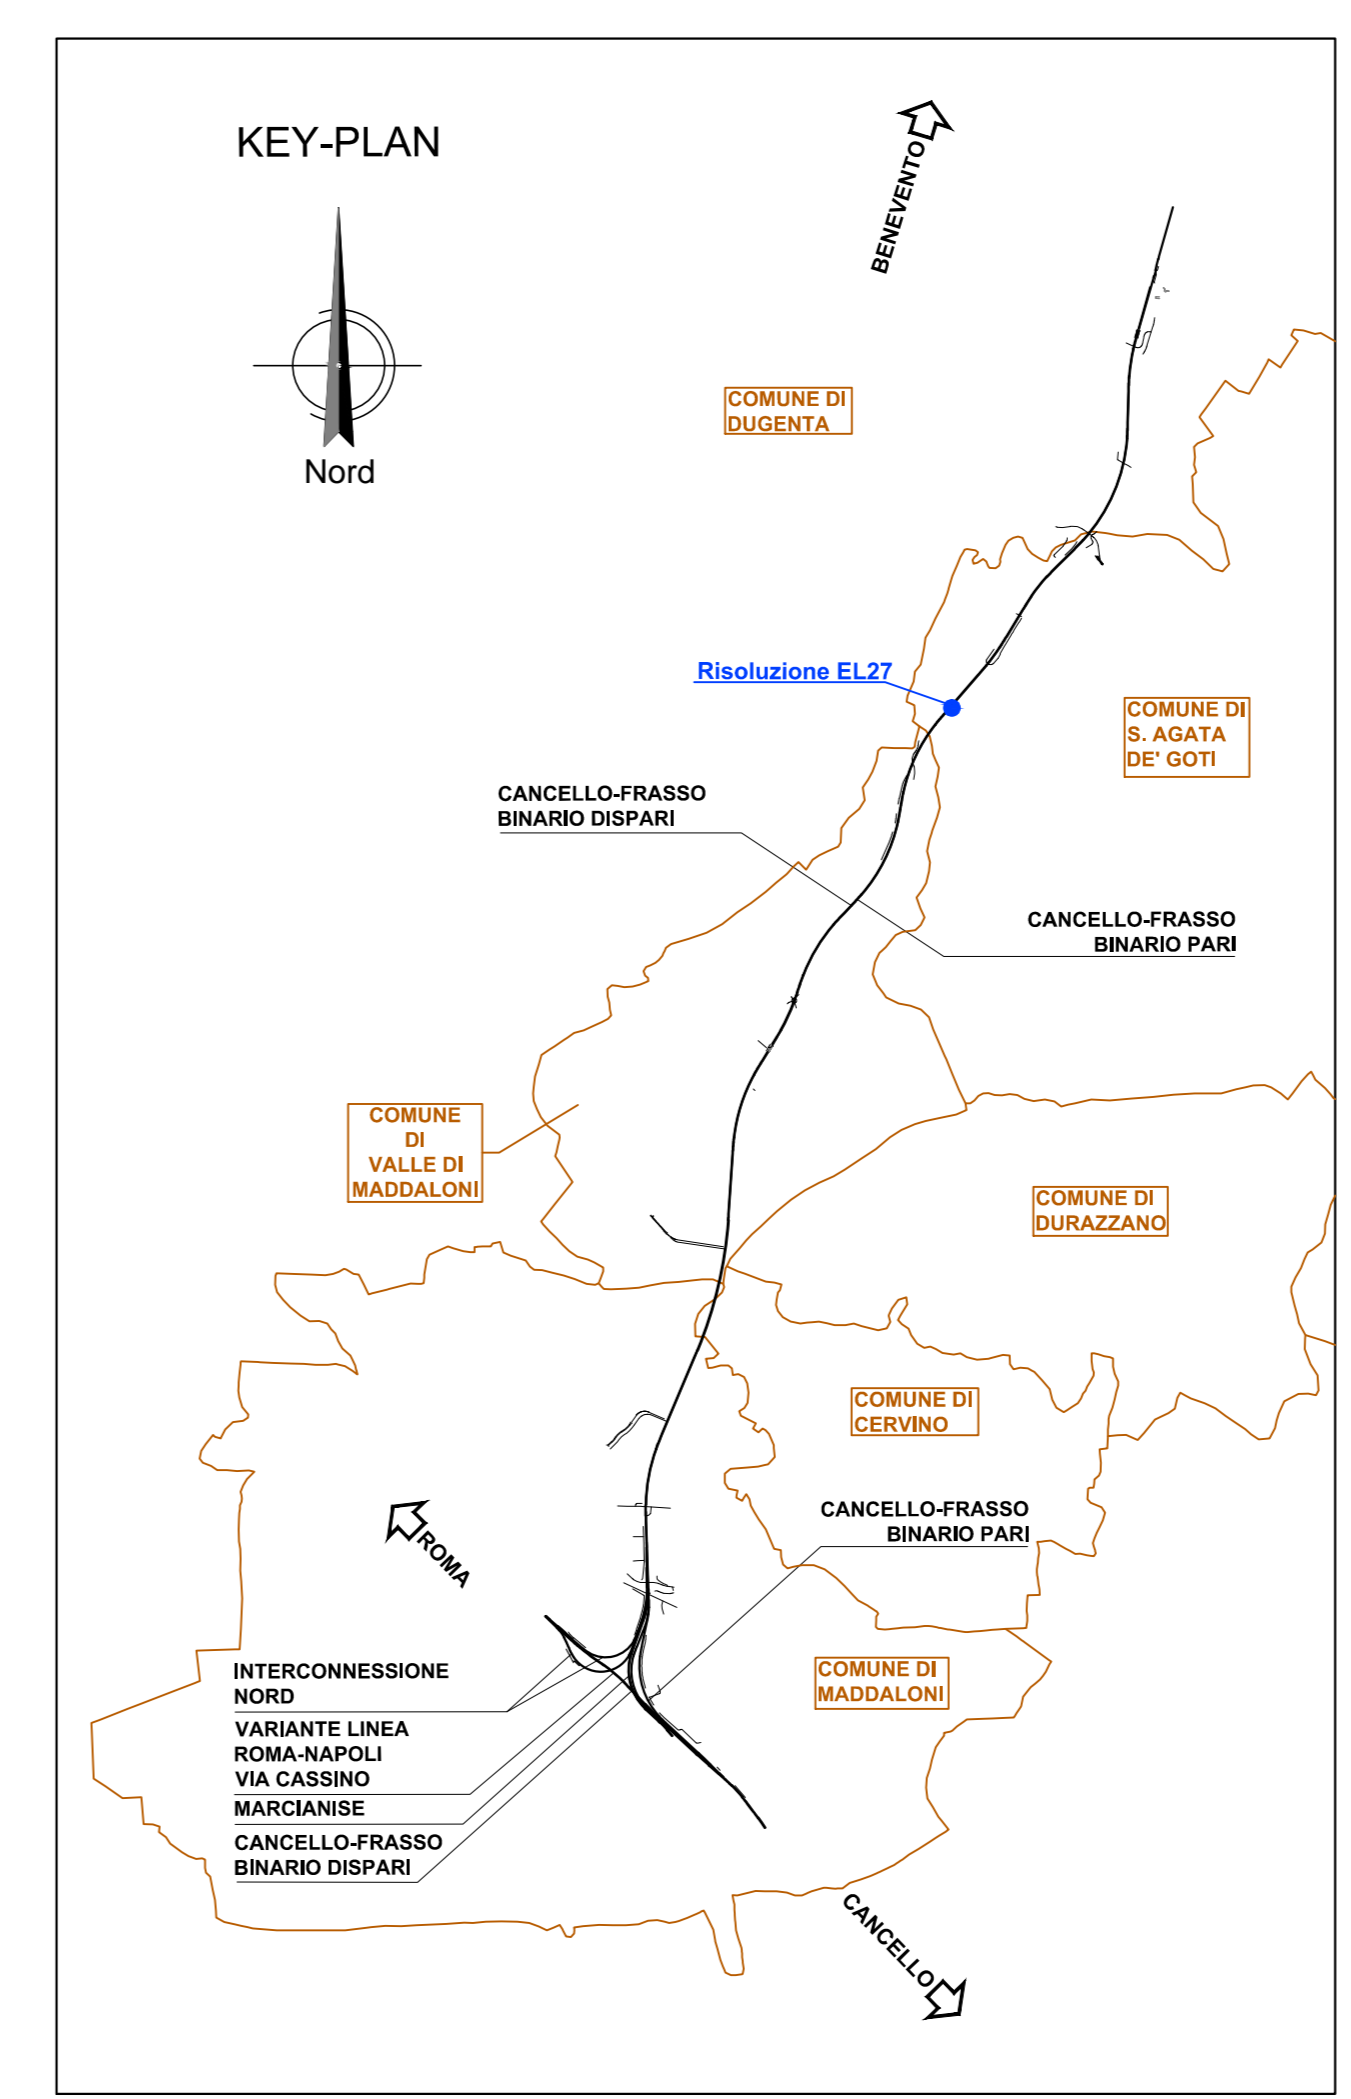 KEY-PLAN
BENEVENTO
Nord
COMUNE DI
DUGENTA
Risoluzione EL27
COMUNE DI
S. AGATA
DE' GOTI
CANCELLO-FRASSO
BINARIO DISPARI
CANCELLO-FRASSO
BINARIO PARI
COMUNE
DI
VALLE DI
MADDALONI
COMUNE DI
DURAZZANO
COMUNE DI
CERVINO
CANCELLO-FRASSO
BINARIO PARI
ROMA
INTERCONNESSIONE
NORD
COMUNE DI
MADDALONI
VARIANTE LINEA
ROMA-NAPOLI
VIA CASSINO
MARCIANISE
CANCELLO-FRASSO
BINARIO DISPARI
CANCELLO